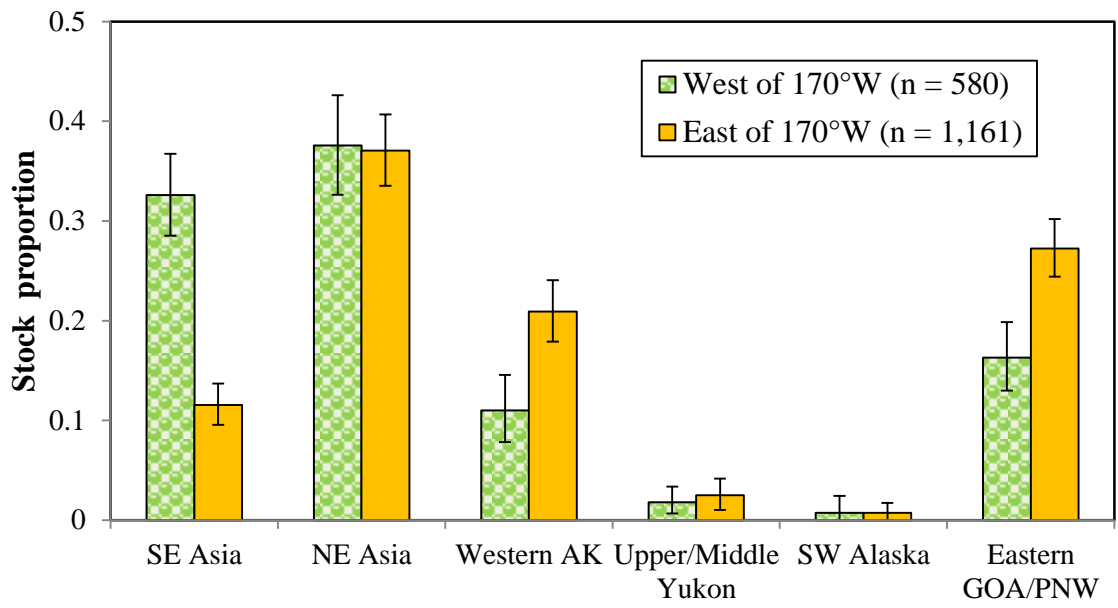 Stock proportion
0.5
0.4
0.3
0.2
0.1
0
West of 170°W (n = 580)
East of 170°W (n = 1,161)
SE Asia
NE Asia
Western AK
Upper/Middle
Yukon
SW Alaska
Eastern
GOA/PNW